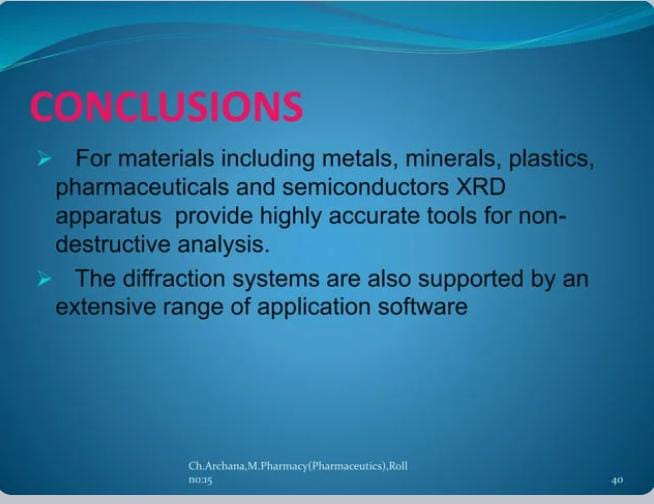 CONCLUSIONS
➢ For materials including metals, minerals, plastics,
pharmaceuticals and semiconductors XRD
apparatus provide highly accurate tools for non-
destructive analysis.
➢ The diffraction systems are also supported by an
extensive range of application software
Ch.Archana,M.Pharmacy(Pharmaceutics),Roll
no:15
40